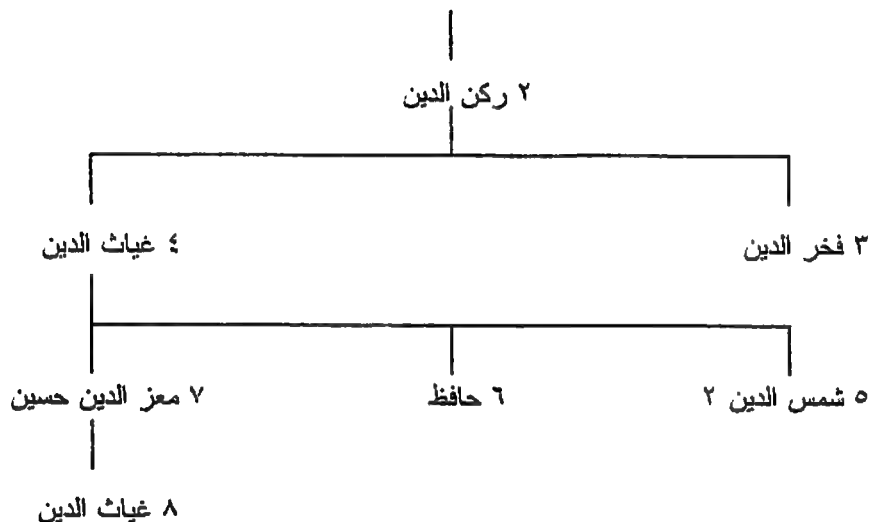 ٢ ركن الدين
٣ فخر الدين
٤ غياث الدين
٥ شمس الدين ٢
٦ حافظ
٧ معز الدين حسين
٨ غياث الدين